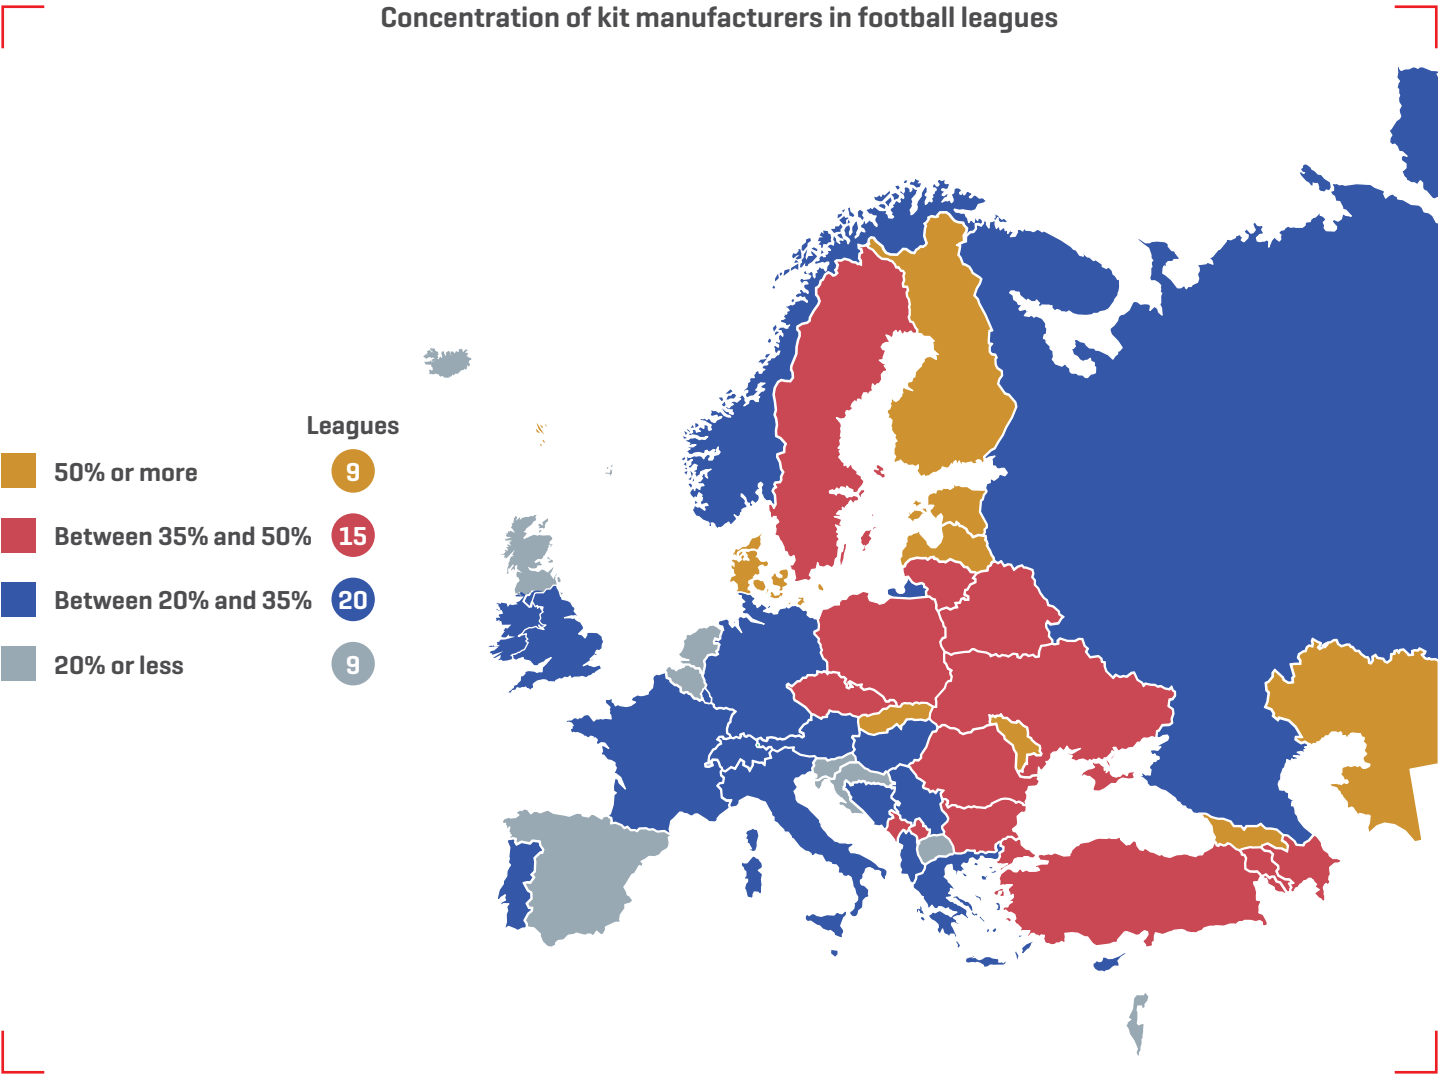 Concentration of kit manufacturers in football leagues
Leagues
50% or more 9
Between 35% and 50% 15
Between 20% and 35% 20
20% or less 9